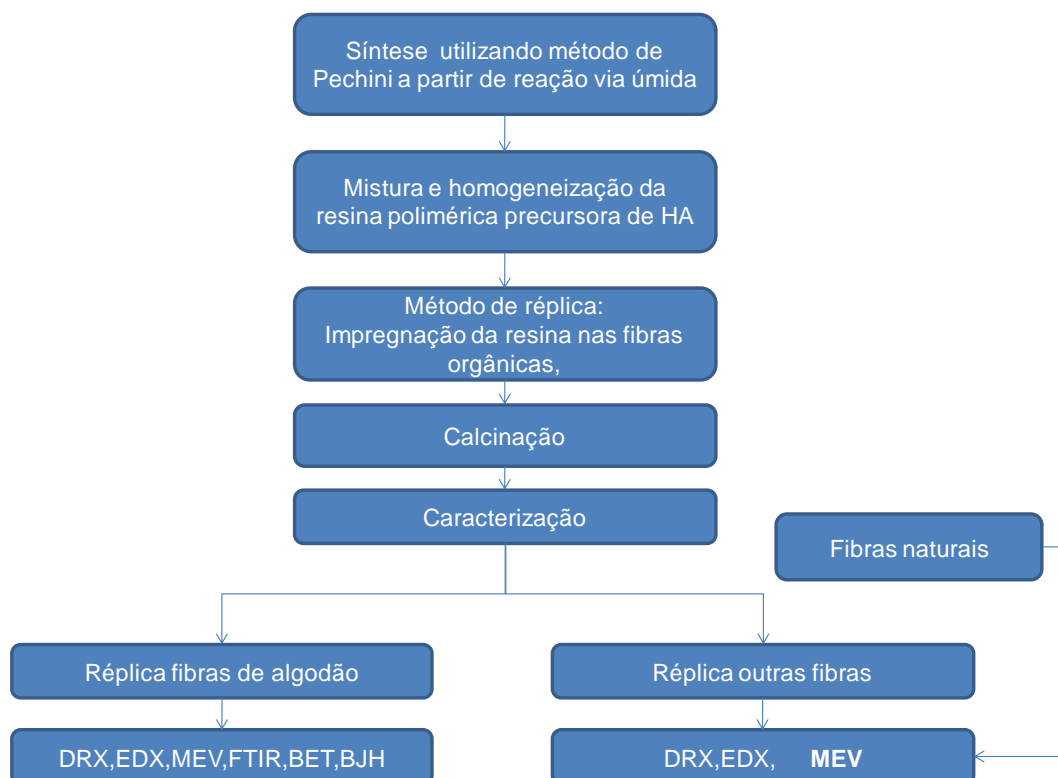 Síntese utilizando método de
Pechini a partir de reação via úmida
Mistura e homogeneização da
resina polimérica precursora de HA
Método de réplica:
Impregnação da resina nas fibras
orgânicas,
Calcinação
Caracterização
Fibras naturais
Réplica fibras de algodão
Réplica outras fibras
DRX,EDX,MEV,FTIR,BET,BJH
DRX,EDX, MEV